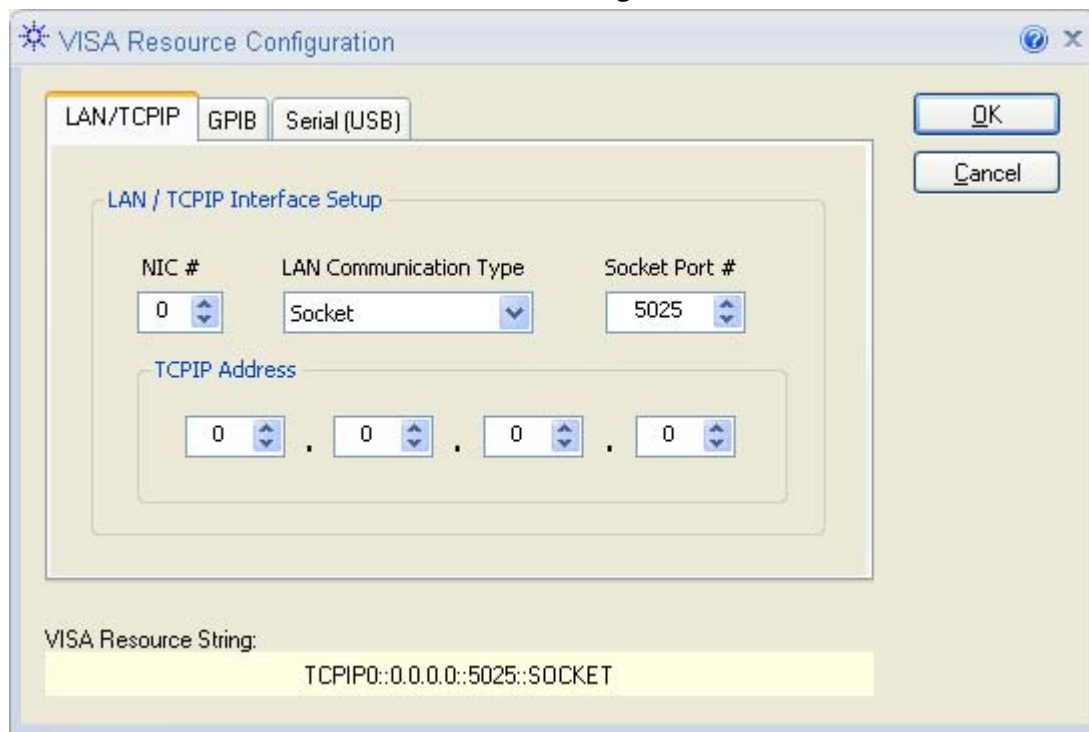 VISA Resource Configuration
LAN/TCPIP GPIB Serial (USB)
OK
Cancel
LAN / TCPIP Interface Setup
NIC # LAN Communication Type Socket Port #
0 Socket 5025
TCPIP Address
0 . 0 . 0 . 0
VISA Resource String:
TCPIP0::0.0.0.0::5025::SOCKET